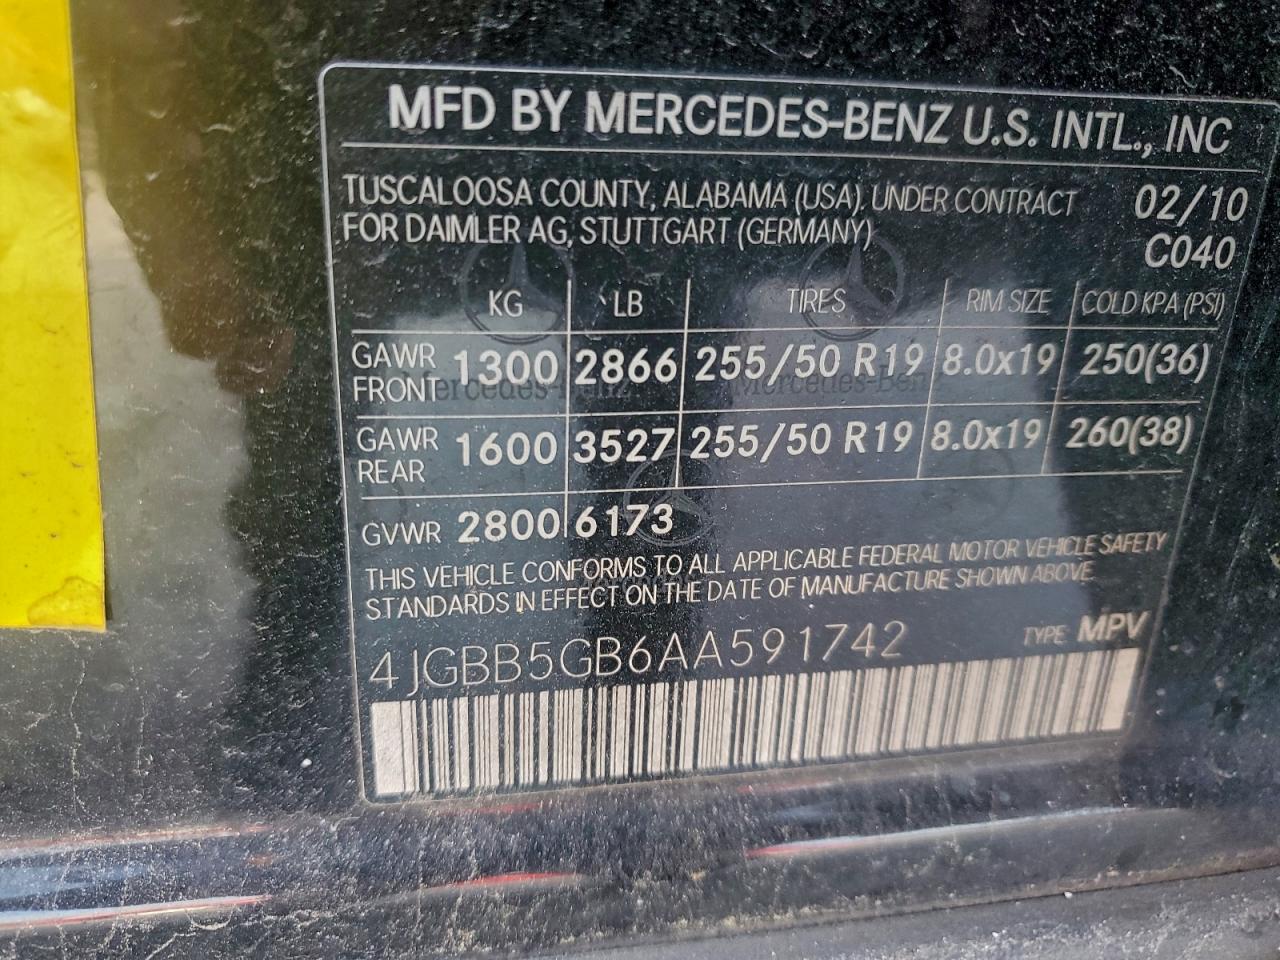 MFD BY MERCEDES-BENZ U.S. INTL., INC
TUSCALOOSA COUNTY, ALABAMA (USA), UNDER CONTRACT 02/10
FOR DAIMLER AG, STUTTGART (GERMANY) C040
KG LB TIRES RIM SIZE COLD KPA (PSI)
GAWR FRONT 1300 2866 255/50 R19 8.0x19 250(36)
GAWR REAR 1600 3527 255/50 R19 8.0x19 260(38)
GVWR 2800 6173
THIS VEHICLE CONFORMS TO ALL APPLICABLE FEDERAL MOTOR VEHICLE SAFETY
STANDARDS IN EFFECT ON THE DATE OF MANUFACTURE SHOWN ABOVE.
4JGBB5GB6AA591742 TYPE MPV
Mercedes-Benz Mercedes-Benz